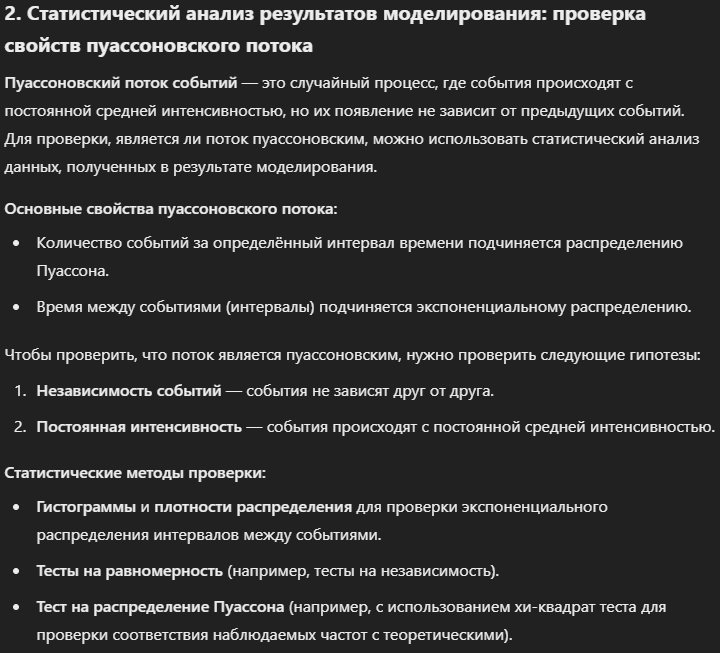 2. Статистический анализ результатов моделирования: проверка
свойств пуассоновского потока
Пуассоновский поток событий — это случайный процесс, где события происходят с
постоянной средней интенсивностью, но их появление не зависит от предыдущих событий.
Для проверки, является ли поток пуассоновским, можно использовать статистический анализ
данных, полученных в результате моделирования.
Основные свойства пуассоновского потока:
• Количество событий за определённый интервал времени подчиняется распределению
Пуассона.
• Время между событиями (интервалы) подчиняется экспоненциальному распределению.
Чтобы проверить, что поток является пуассоновским, нужно проверить следующие гипотезы:
1. Независимость событий — события не зависят друг от друга.
2. Постоянная интенсивность — события происходят с постоянной средней интенсивностью.
Статистические методы проверки:
• Гистограммы и плотности распределения для проверки экспоненциального
распределения интервалов между событиями.
• Тесты на равномерность (например, тесты на независимость).
• Тест на распределение Пуассона (например, с использованием хи-квадрат теста для
проверки соответствия наблюдаемых частот с теоретическими).